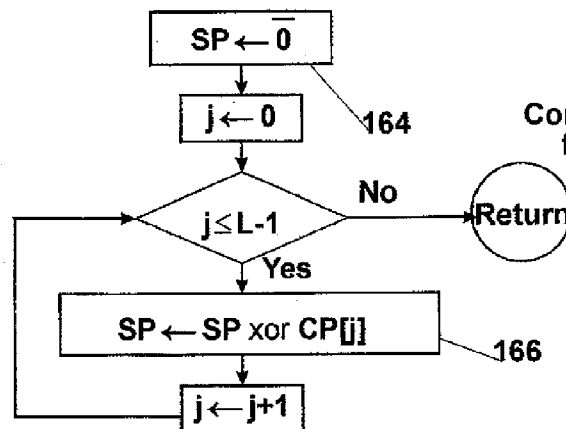 SP ← 0̅
j ← 0
164
Cor
f
j ≤ L-1
No
Return
Yes
SP ← SP xor CP[j]
166
j ← j+1